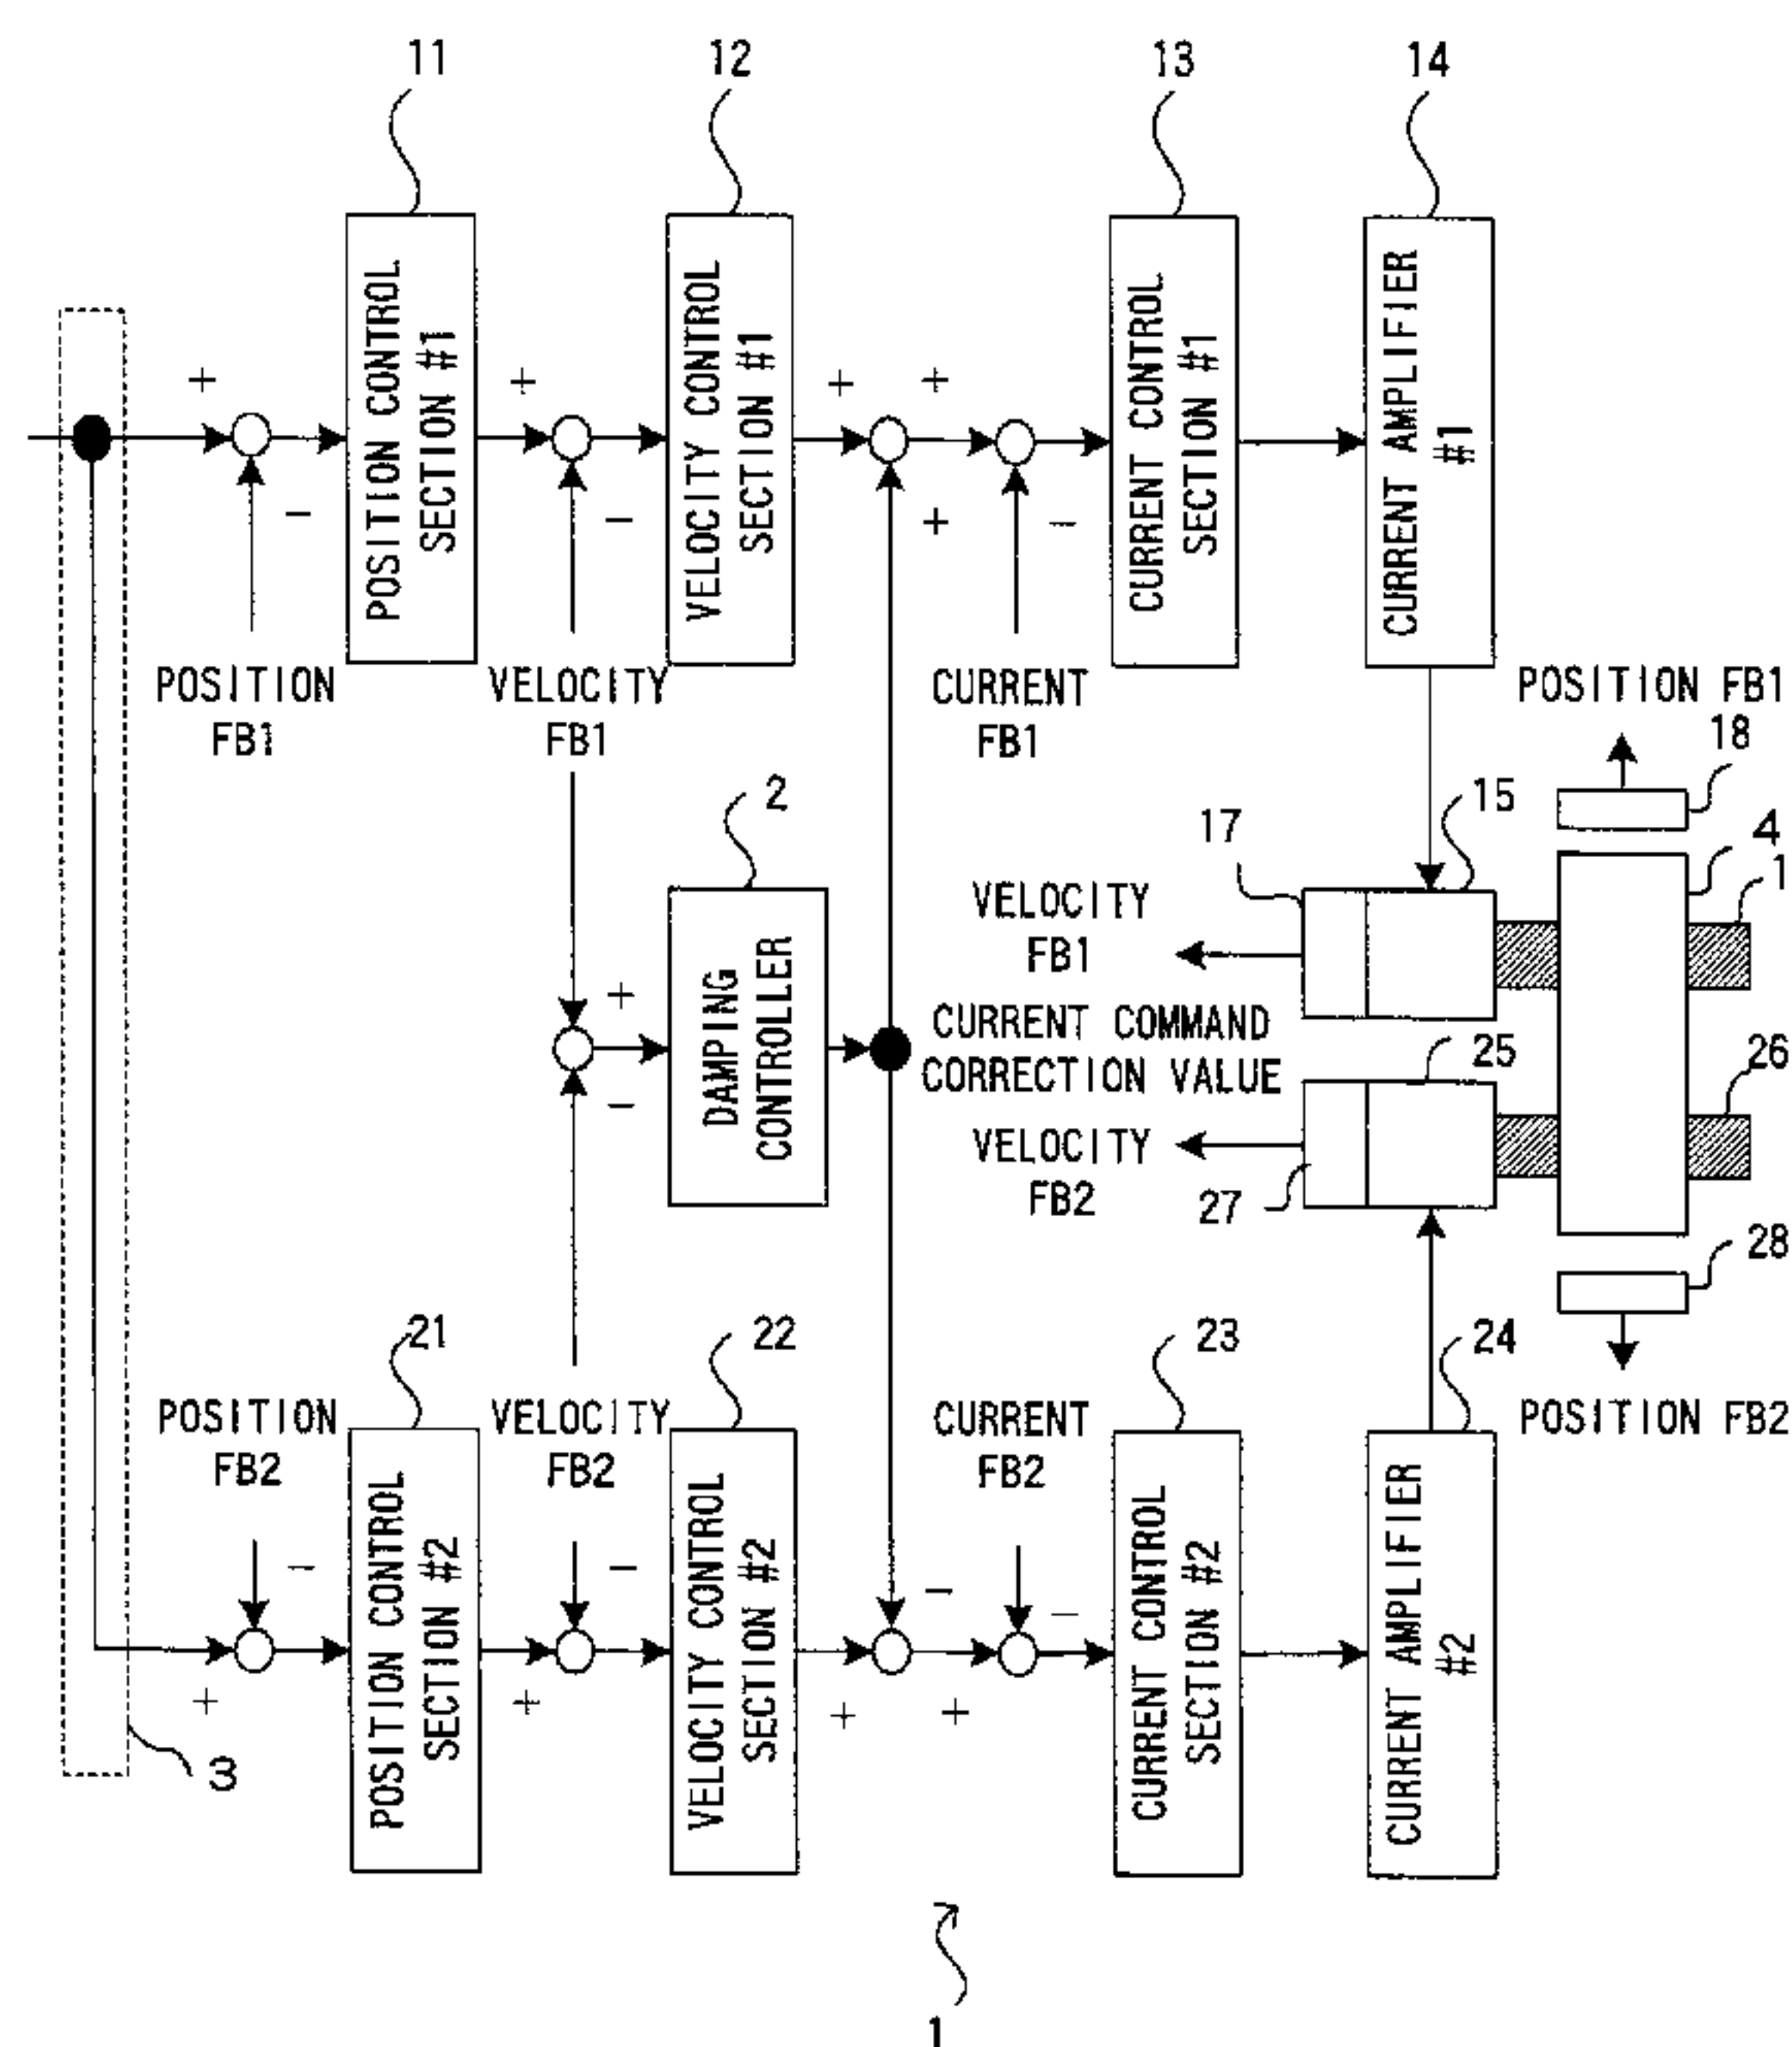 11
12
13
14
POSITION CONTROL
SECTION #1
VELOCITY CONTROL
SECTION #1
CURRENT CONTROL
SECTION #1
CURRENT AMPLIFIER
#1
+
+
+
+
-
-
+
-
POSITION
FB1
VELOCITY
FB1
CURRENT
FB1
POSITION FB1
18
2
17
15
4
1
VELOCITY
FB1
+
-
DAMPING
CONTROLLER
CURRENT COMMAND
CORRECTION VALUE
25
26
VELOCITY
FB2
27
28
21
22
23
24
POSITION
FB2
VELOCITY
FB2
CURRENT
FB2
POSITION FB2
POSITION CONTROL
SECTION #2
VELOCITY CONTROL
SECTION #2
CURRENT CONTROL
SECTION #2
CURRENT AMPLIFIER
#2
-
-
-
-
+
+
+
+
3
1